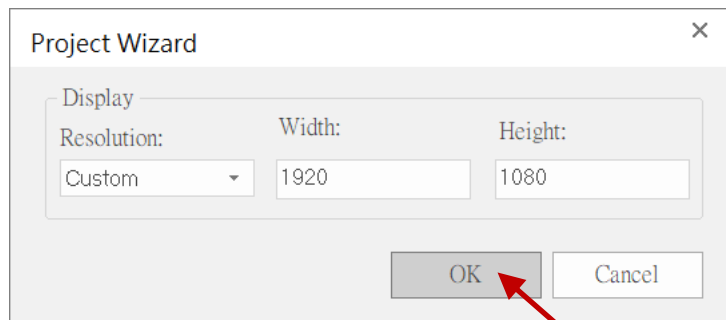 Project Wizard
Display
Resolution: Width: Height:
Custom 1920 1080
OK Cancel